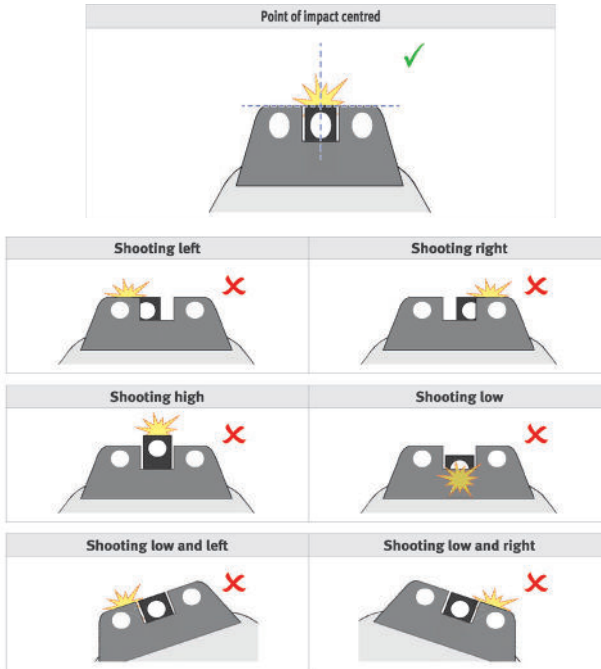 Point of impact centred
Shooting left
Shooting right
Shooting high
Shooting low
Shooting low and left
Shooting low and right